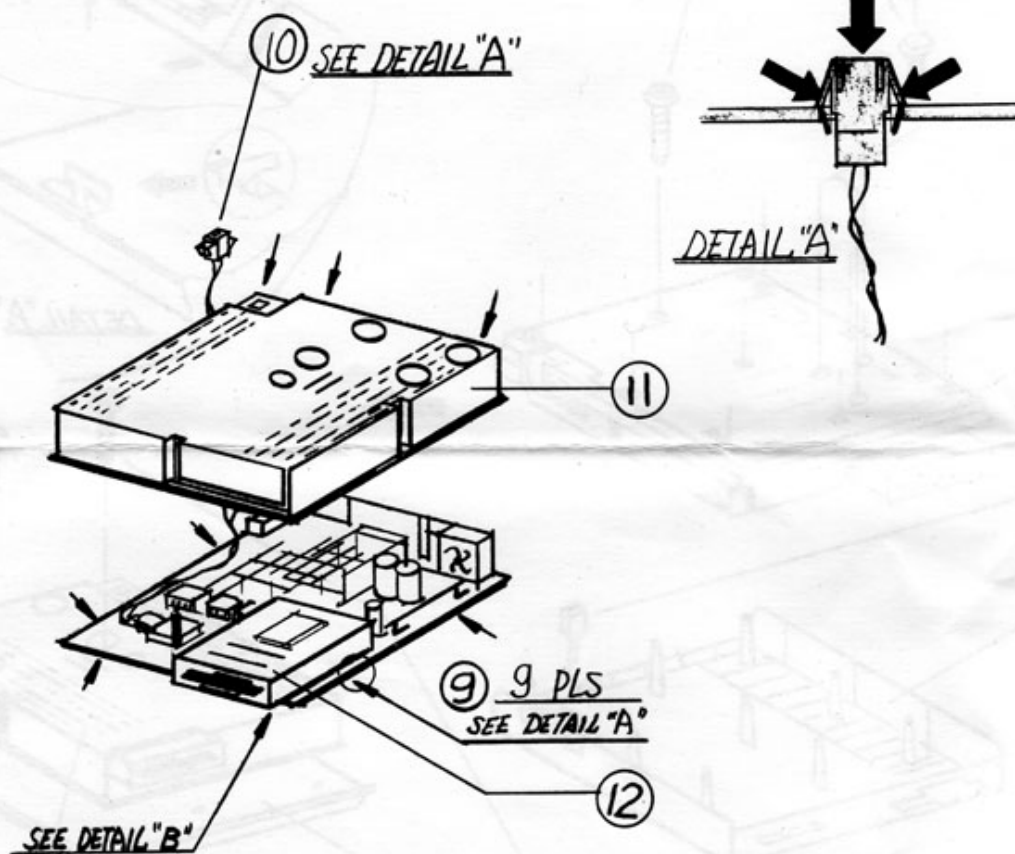 10 SEE DETAIL "A"
DETAIL "A"
11
9 9 PLS
SEE DETAIL "A"
12
SEE DETAIL "B"